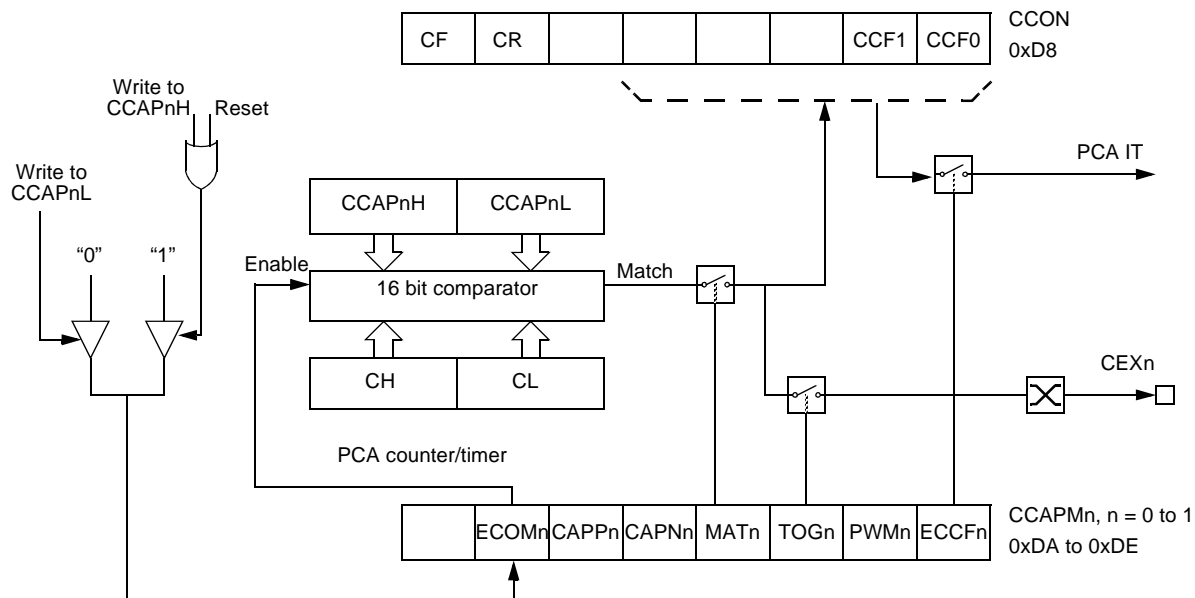 CF CR CCF1 CCF0
CCON
0xD8
Write to
CCAPnH Reset
Write to
CCAPnL
“0” “1”
CCAPnH CCAPnL
Enable
16 bit comparator
Match
CH CL
PCA counter/timer
PCA IT
CEXn
ECOMn CAPPn CAPNn MATn TOGn PWMn ECCFn
CCAPMn, n = 0 to 1
0xDA to 0xDE